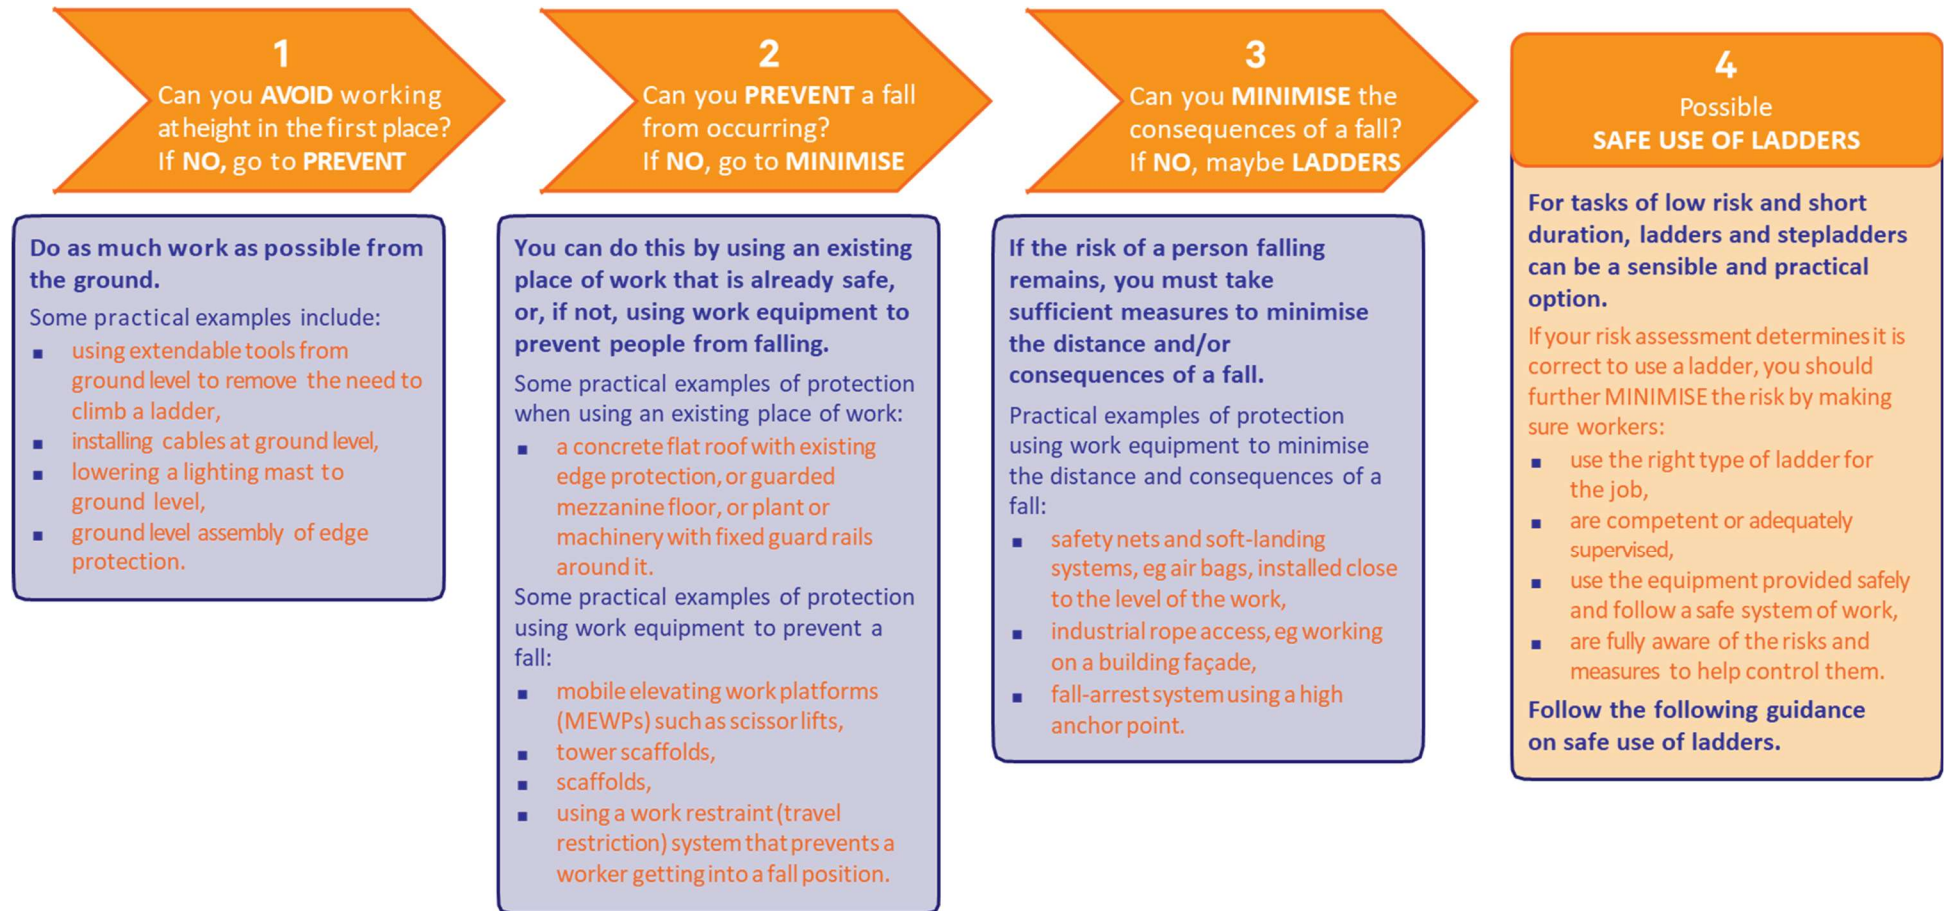 1
Can you AVOID working
at height in the first place?
If NO, go to PREVENT
Do as much work as possible from
the ground.
Some practical examples include:
▪ using extendable tools from
ground level to remove the need to
climb a ladder,
▪ installing cables at ground level,
▪ lowering a lighting mast to
ground level,
▪ ground level assembly of edge
protection.
2
Can you PREVENT a fall
from occurring?
If NO, go to MINIMISE
You can do this by using an existing
place of work that is already safe,
or, if not, using work equipment to
prevent people from falling.
Some practical examples of protection
when using an existing place of work:
▪ a concrete flat roof with existing
edge protection, or guarded
mezzanine floor, or plant or
machinery with fixed guard rails
around it.
Some practical examples of protection
using work equipment to prevent a
fall:
▪ mobile elevating work platforms
(MEWPs) such as scissor lifts,
▪ tower scaffolds,
▪ scaffolds,
▪ using a work restraint (travel
restriction) system that prevents a
worker getting into a fall position.
3
Can you MINIMISE the
consequences of a fall?
If NO, maybe LADDERS
If the risk of a person falling
remains, you must take
sufficient measures to minimise
the distance and/or
consequences of a fall.
Practical examples of protection
using work equipment to minimise
the distance and consequences of a
fall:
▪ safety nets and soft-landing
systems, eg air bags, installed close
to the level of the work,
▪ industrial rope access, eg working
on a building façade,
▪ fall-arrest system using a high
anchor point.
4
Possible
SAFE USE OF LADDERS
For tasks of low risk and short
duration, ladders and stepladders
can be a sensible and practical
option.
If your risk assessment determines it is
correct to use a ladder, you should
further MINIMISE the risk by making
sure workers:
▪ use the right type of ladder for
the job,
▪ are competent or adequately
supervised,
▪ use the equipment provided safely
and follow a safe system of work,
▪ are fully aware of the risks and
measures to help control them.
Follow the following guidance
on safe use of ladders.